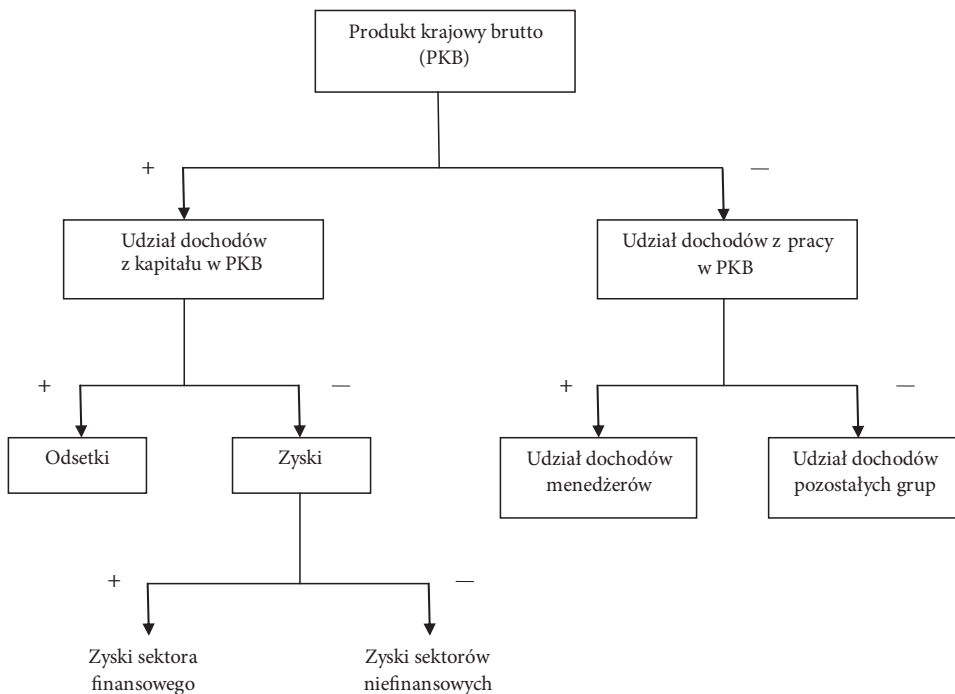 Produkt krajowy brutto
(PKB)
+
—
Udział dochodów
z kapitału w PKB
Udział dochodów z pracy
w PKB
+
—
+
—
Odsetki
Zyski
Udział dochodów
menedżerów
Udział dochodów
pozostałych grup
+
—
Zyski sektora
finansowego
Zyski sektorów
niefinansowych